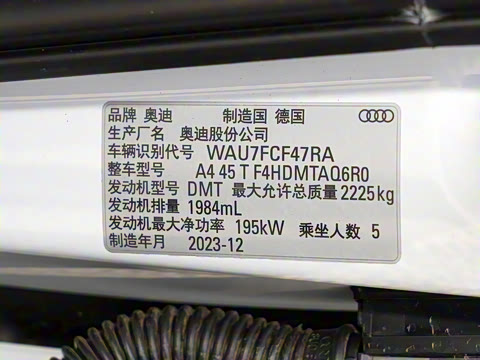 品牌 奥迪 制造国 德国
生产厂名 奥迪股份公司
车辆识别代号 WAU7FCF47RA
整车型号 A4 45 T F4HDMTAQ6R0
发动机型号 DMT 最大允许总质量 2225kg
发动机排量 1984mL
发动机最大净功率 195kW 乘坐人数 5
制造年月 2023-12